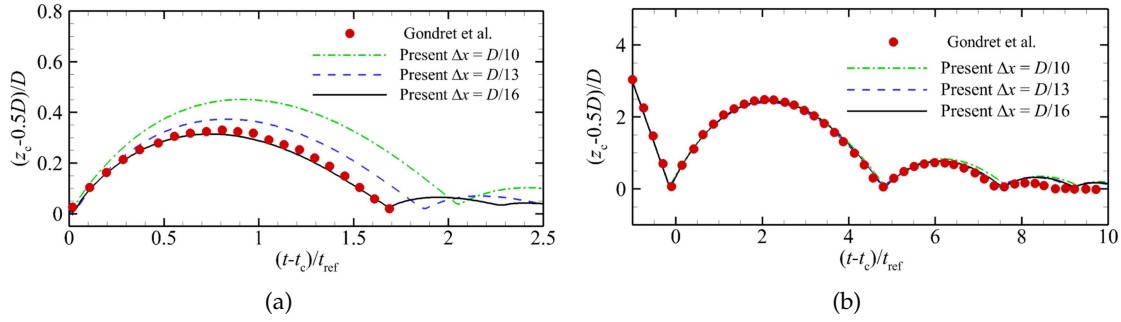 0.8
0.6
0.4
0.2
0
(z_c-0.5D)/D
Gondret et al.
Present Δx = D/10
Present Δx = D/13
Present Δx = D/16
0 0.5 1 1.5 2 2.5
(t-t_c)/t_ref
(a)
4
2
0
(z_c-0.5D)/D
Gondret et al.
Present Δx = D/10
Present Δx = D/13
Present Δx = D/16
0 2 4 6 8 10
(t-t_c)/t_ref
(b)